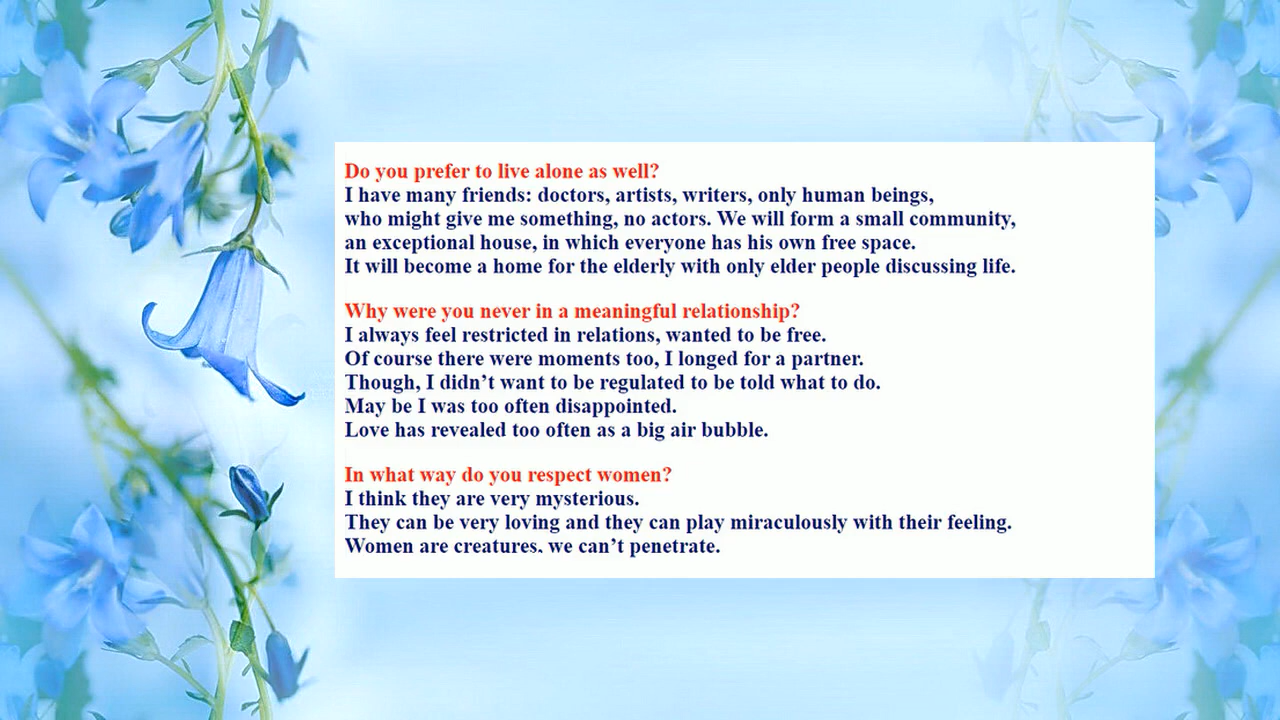 Do you prefer to live alone as well?
I have many friends: doctors, artists, writers, only human beings,
who might give me something, no actors. We will form a small community,
an exceptional house, in which everyone has his own free space.
It will become a home for the elderly with only elder people discussing life.
Why were you never in a meaningful relationship?
I always feel restricted in relations, wanted to be free.
Of course there were moments too, I longed for a partner.
Though, I didn’t want to be regulated to be told what to do.
May be I was too often disappointed.
Love has revealed too often as a big air bubble.
In what way do you respect women?
I think they are very mysterious.
They can be very loving and they can play miraculously with their feeling.
Women are creatures, we can’t penetrate.